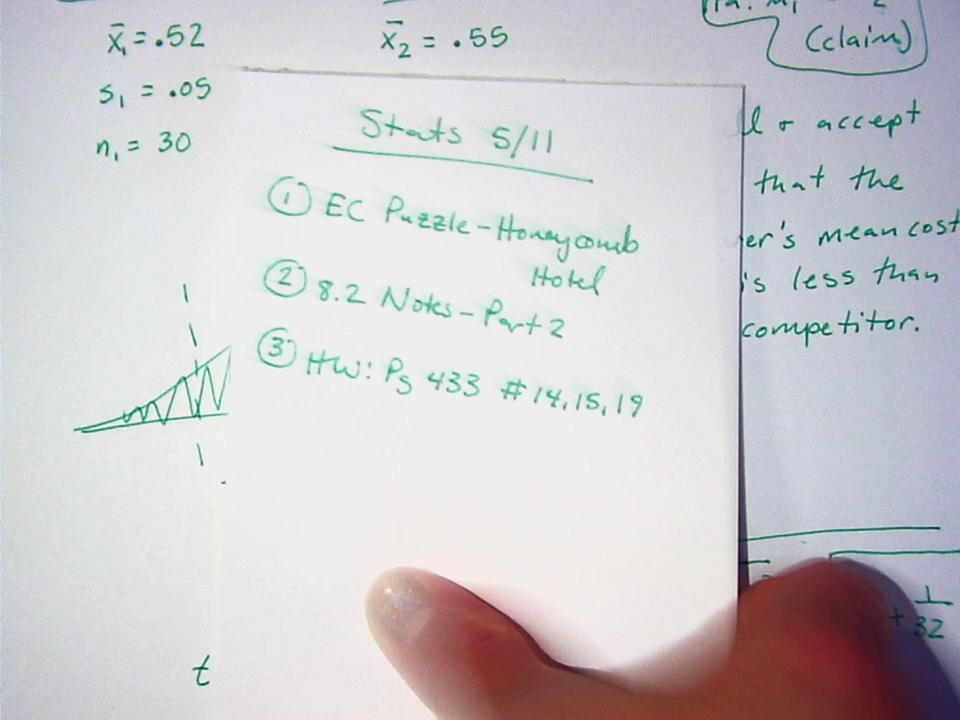 x̄₁ = .52
x̄₂ = .55
(claim)
s₁ = .05
n₁ = 30
Stats 5/11
① EC Puzzle - Honeycomb
Hotel
② 8.2 Notes - Part 2
③ HW: Pg 433 # 14, 15, 19
accept
that the
er's mean cost
is less than
competitor.
+ 1/32
t